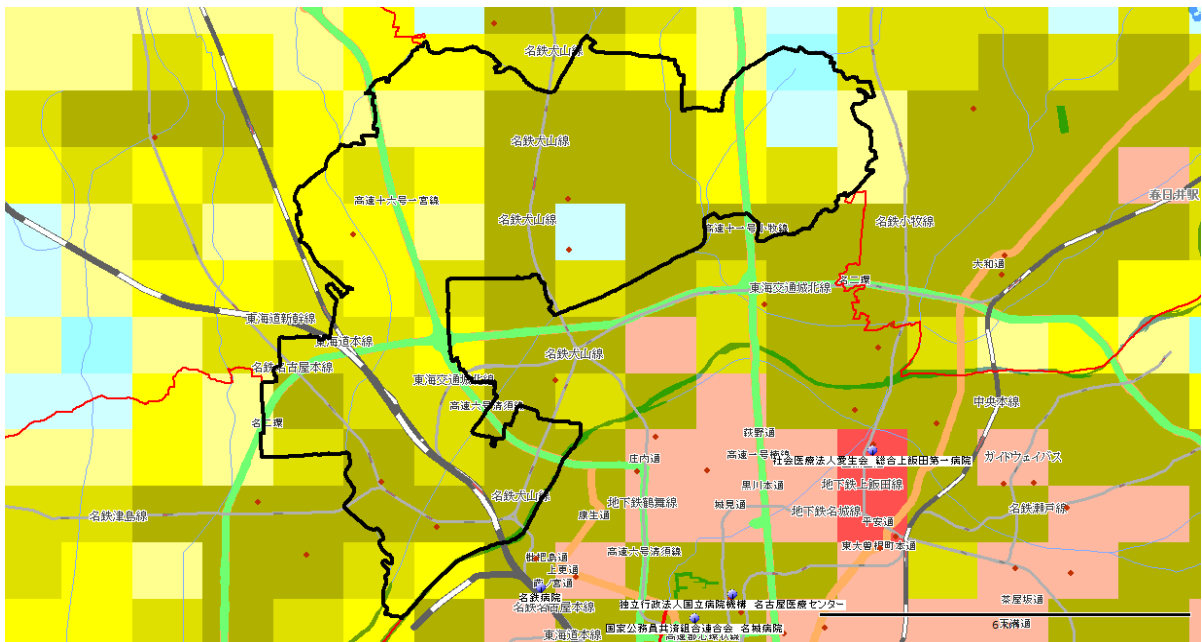 名鉄犬山線
名鉄犬山線
春日井駅
高速十六号一宮線
名鉄犬山線
名鉄小牧線
高速十一号小牧線
大和通
名二環
東海交通城北線
東海道新幹線
東海道本線
名鉄犬山線
名鉄名古屋本線
東海交通城北線
中央本線
高速六号清須線
名二環
荻野通
庄内通
高速一号楠線
社会医療法人愛生会 総合上飯田第一病院
ガイドウェイバス
黒川本通
地下鉄上飯田線
名鉄犬山線
地下鉄鶴舞線
城見通
名鉄瀬戸線
名鉄津島線
康生通
地下鉄名城線
平安通
東大曽根町本通
高速六号清須線
枇杷島通
上更通
名鉄病院
茶屋坂通
独立行政法人国立病院機構 名古屋医療センター
名鉄名古屋本線
国家公務員共済組合連合会 名城病院
東海道本線